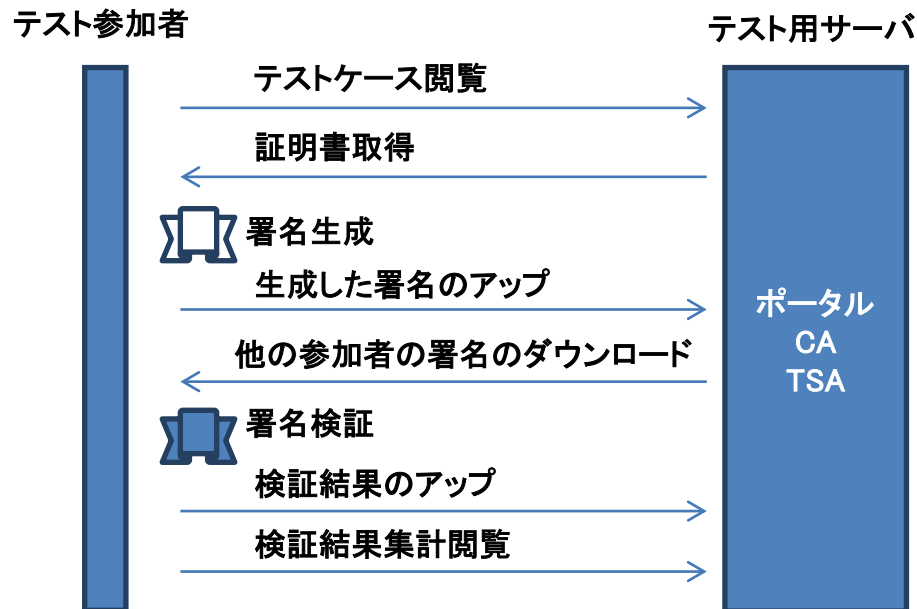 テスト参加者
テスト用サーバ
テストケース閲覧
証明書取得
署名生成
生成した署名のアップ
他の参加者の署名のダウンロード
署名検証
検証結果のアップ
検証結果集計閲覧
ポータル
CA
TSA